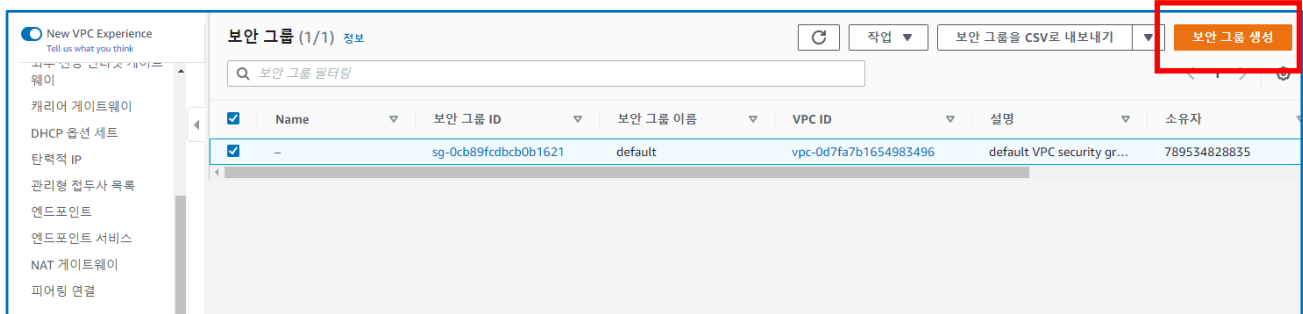 New VPC Experience
Tell us what you think
웨이
캐리어 게이트웨이
DHCP 옵션 세트
탄력적 IP
관리형 접두사 목록
엔드포인트
엔드포인트 서비스
NAT 게이트웨이
피어링 연결
보안 그룹 (1/1) 정보
작업 보안 그룹을 CSV로 내보내기 보안 그룹 생성
보안 그룹 필터링
Name 보안 그룹 ID 보안 그룹 이름 VPC ID 설명 소유자
– sg-0cb89fcdbcb0b1621 default vpc-0d7fa7b1654983496 default VPC security gr... 789534828835